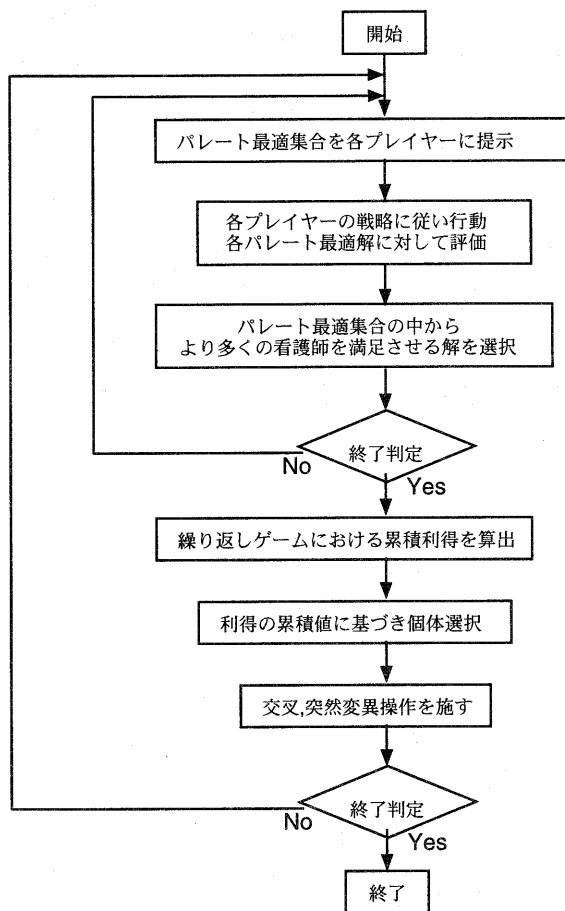 開始
パレート最適集合を各プレイヤーに提示
各プレイヤーの戦略に従い行動
各パレート最適解に対して評価
パレート最適集合の中から
より多くの看護師を満足させる解を選択
終了判定
No
Yes
繰り返しゲームにおける累積利得を算出
利得の累積値に基づき個体選択
交叉,突然変異操作を施す
終了判定
No
Yes
終了